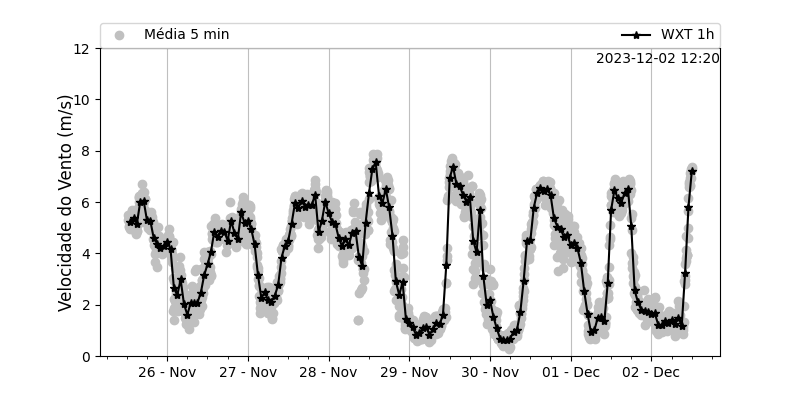 Média 5 min
WXT 1h
2023-12-02 12:20
Velocidade do Vento (m/s)
12
10
8
6
4
2
0
26 - Nov
27 - Nov
28 - Nov
29 - Nov
30 - Nov
01 - Dec
02 - Dec